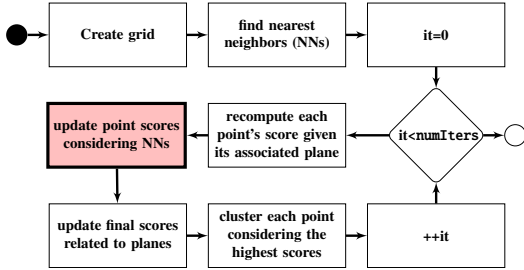 Create grid
find nearest
neighbors (NNs)
it=0
it<numIters
recompute each
point's score given
its associated plane
update point scores
considering NNs
update final scores
related to planes
cluster each point
considering the
highest scores
++it